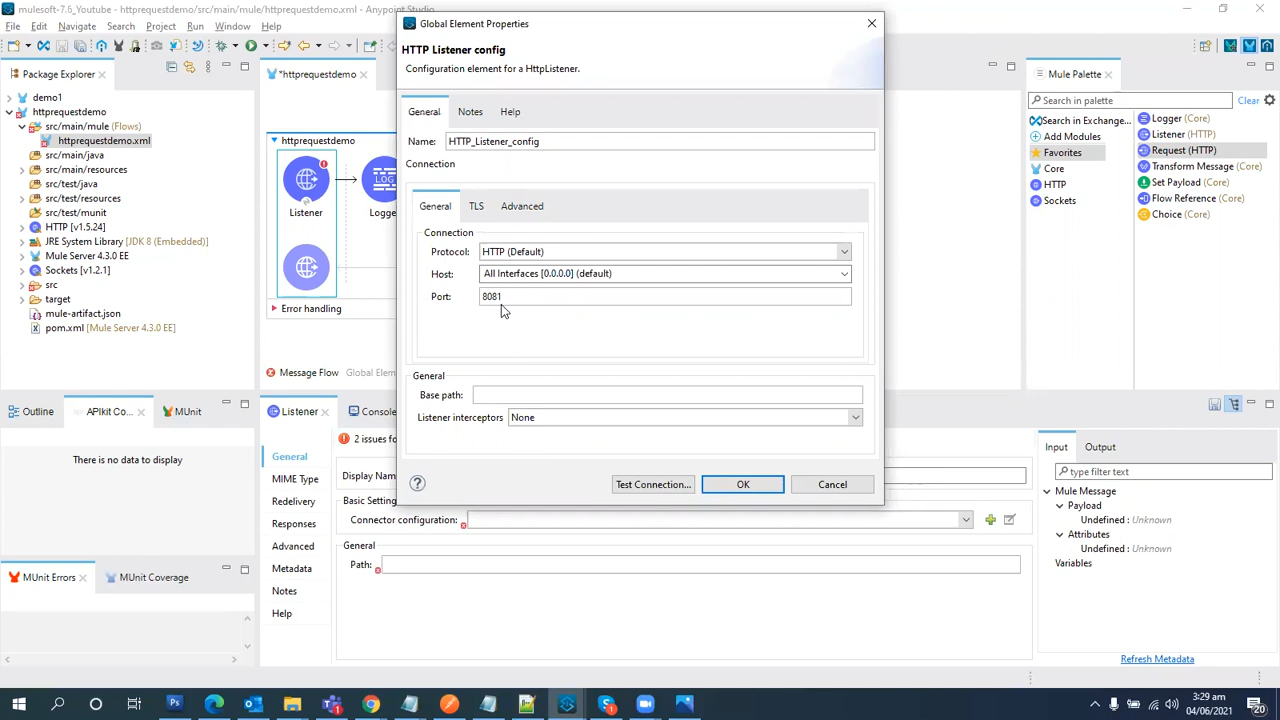 mulesoft-7.6_Youtube - httprequestdemo/src/main/mule/httprequestdemo.xml - Anypoint Studio
File Edit Navigate Search Project Run Window Help
Package Explorer
demo1
httprequestdemo
src/main/mule (Flows)
httprequestdemo.xml
src/main/java
src/main/resources
src/test/java
src/test/resources
src/test/munit
HTTP [v1.5.24]
JRE System Library [JDK 8 (Embedded)]
Mule Server 4.3.0 EE
Sockets [v1.2.1]
src
target
mule-artifact.json
pom.xml [Mule Server 4.3.0 EE]
*httprequestdemo
httprequestdemo
LOG
Listener
Logge
Error handling
Message Flow Global Elem
Global Element Properties
HTTP Listener config
Configuration element for a HttpListener.
General Notes Help
Name: HTTP_Listener_config
Connection
General TLS Advanced
Connection
Protocol: HTTP (Default)
Host: All Interfaces [0.0.0.0] (default)
Port: 8081
General
Base path:
Listener interceptors None
Test Connection... OK Cancel
Mule Palette
Search in palette Clear
Search in Exchange...
Add Modules
Favorites
Core
HTTP
Sockets
Logger (Core)
Listener (HTTP)
Request (HTTP)
Transform Message (Core)
Set Payload (Core)
Flow Reference (Core)
Choice (Core)
Outline APIkit Co... MUnit
There is no data to display
MUnit Errors MUnit Coverage
Listener Console
2 issues fo
General
MIME Type
Redelivery
Responses
Advanced
Metadata
Notes
Help
Display Name
Basic Setting
Connector configuration:
General
Path:
Input Output
type filter text
Mule Message
Payload
Undefined : Unknown
Attributes
Undefined : Unknown
Variables
Refresh Metadata
3:29 am
04/06/2021
20